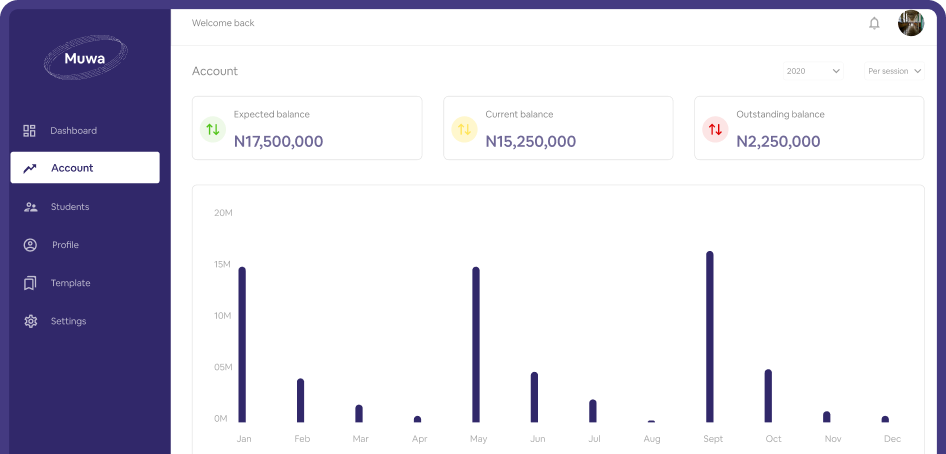 Welcome back
Muwa
Account
2020
Per session
Dashboard
Account
Students
Profile
Template
Settings
Expected balance
N17,500,000
Current balance
N15,250,000
Outstanding balance
N2,250,000
20M
15M
10M
05M
0M
Jan Feb Mar Apr May Jun Jul Aug Sept Oct Nov Dec